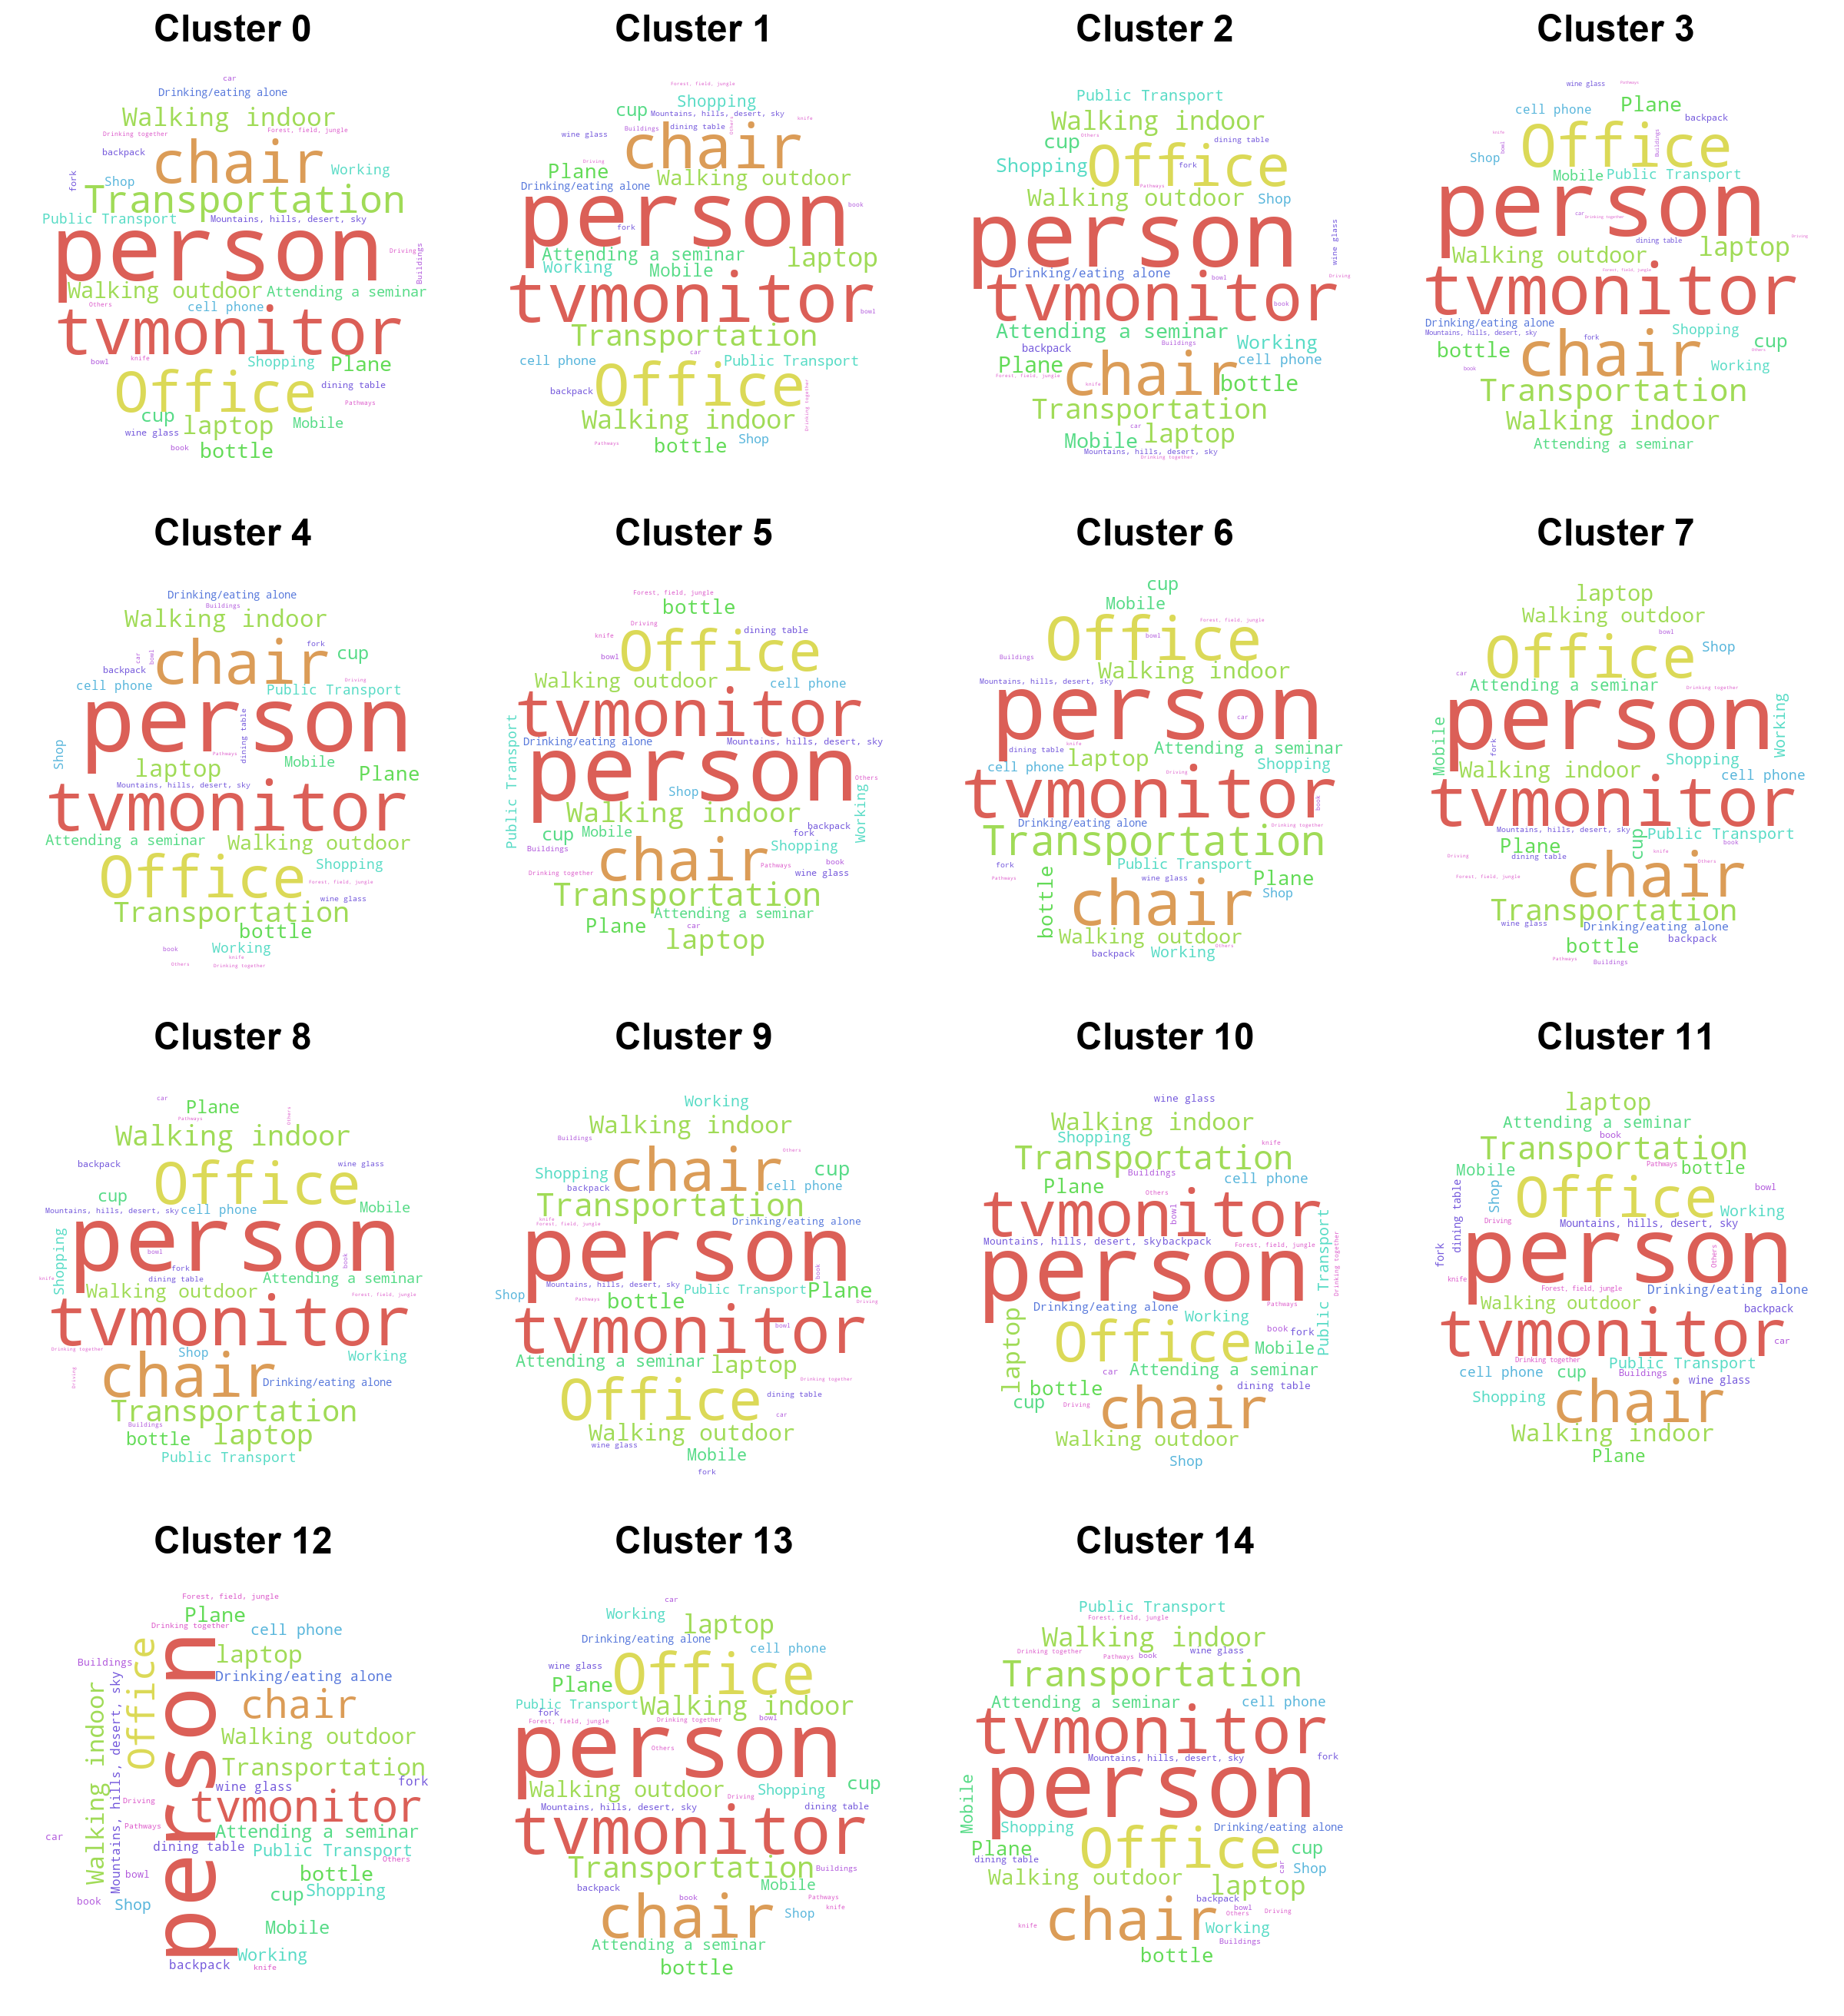 Cluster 0
car
Drinking/eating alone
Walking indoor
Drinking together
Forest, field, jungle
chair
backpack
Working
fork
Shop
Transportation
Public Transport
Mountains, hills, desert, sky
person
Driving
Buildings
Walking outdoor
Attending a seminar
Others
cell phone
tvmonitor
bowl
knife
Shopping
Plane
Office
dining table
Pathways
cup
laptop
Mobile
wine glass
book
bottle
Cluster 1
Forest, field, jungle
Shopping
cup
Mountains, hills, desert, sky
knife
Buildings
dining table
Others
wine glass
chair
Driving
Plane
Walking outdoor
Drinking/eating alone
person
book
fork
Attending a seminar
laptop
Working
Mobile
tvmonitor
bowl
Transportation
car
cell phone
Public Transport
Office
backpack
Drinking together
Walking indoor
Pathways
bottle
Shop
Cluster 2
Public Transport
Walking indoor
Others
cup
dining table
Office
Shopping
fork
Pathways
Walking outdoor
Shop
person
wine glass
Drinking/eating alone
bowl
Driving
tvmonitor
book
Attending a seminar
Working
backpack
Buildings
Plane
chair
cell phone
Forest, field, jungle
knife
bottle
Transportation
car
Mobile
laptop
Mountains, hills, desert, sky
Drinking together
Cluster 3
wine glass
Pathways
cell phone
Plane
backpack
knife
Office
Buildings
bowl
Shop
Mobile
Public Transport
person
car
Drinking together
Driving
dining table
Walking outdoor
laptop
Forest, field, jungle
tvmonitor
Drinking/eating alone
Mountains, hills, desert, sky
Shopping
fork
chair
cup
bottle
Others
book
Working
Transportation
Walking indoor
Attending a seminar
Cluster 4
Drinking/eating alone
Buildings
Walking indoor
fork
chair
cup
car
bowl
backpack
Driving
cell phone
Public Transport
person
dining table
Shop
Pathways
laptop
Mobile
Plane
Mountains, hills, desert, sky
tvmonitor
Attending a seminar
Walking outdoor
Office
Shopping
Forest, field, jungle
wine glass
Transportation
bottle
book
Working
knife
Others
Drinking together
Cluster 5
Forest, field, jungle
bottle
Driving
knife
dining table
Office
bowl
Walking outdoor
cell phone
tvmonitor
Public Transport
Drinking/eating alone
Mountains, hills, desert, sky
person
Others
Shop
Working
Walking indoor
backpack
cup
Mobile
fork
Buildings
chair
Shopping
book
Pathways
Drinking together
wine glass
Transportation
Attending a seminar
Plane
car
laptop
Cluster 6
cup
Mobile
Forest, field, jungle
Office
bowl
Buildings
Walking indoor
Mountains, hills, desert, sky
person
car
knife
dining table
laptop
Attending a seminar
cell phone
Shopping
Driving
tvmonitor
book
Drinking/eating alone
Drinking together
Transportation
fork
Public Transport
Pathways
wine glass
Plane
bottle
chair
Shop
Walking outdoor
Others
backpack
Working
Cluster 7
laptop
Walking outdoor
bowl
Office
Shop
car
Attending a seminar
Drinking together
person
Working
Mobile
fork
Shopping
Walking indoor
cell phone
tvmonitor
Mountains, hills, desert, sky
cup
Public Transport
Plane
book
knife
Driving
dining table
Others
chair
Forest, field, jungle
Transportation
wine glass
Drinking/eating alone
bottle
backpack
Pathways
Buildings
Cluster 8
car
Plane
Pathways
Others
Walking indoor
backpack
wine glass
Office
cup
Mountains, hills, desert, sky
cell phone
Mobile
person
Shopping
bowl
book
fork
knife
dining table
Attending a seminar
Walking outdoor
Forest, field, jungle
tvmonitor
Drinking together
Shop
Working
chair
Driving
Drinking/eating alone
Transportation
Buildings
bottle
laptop
Public Transport
Cluster 9
Working
Walking indoor
Buildings
Others
chair
Shopping
cup
backpack
cell phone
Transportation
knife
Forest, field, jungle
Drinking/eating alone
person
book
Mountains, hills, desert, sky
Shop
Pathways
bottle
Public Transport
Plane
Driving
tvmonitor
bowl
Attending a seminar
laptop
Drinking together
Office
dining table
car
Walking outdoor
wine glass
Mobile
fork
Cluster 10
wine glass
Walking indoor
Shopping
knife
Transportation
Buildings
cell phone
Plane
Others
tvmonitor
bowl
Public Transport
Mountains, hills, desert, sky
backpack
Forest, field, jungle
Drinking together
person
Drinking/eating alone
Pathways
Working
laptop
Office
book
fork
Mobile
car
Attending a seminar
bottle
dining table
cup
Driving
chair
Walking outdoor
Shop
Cluster 11
laptop
Attending a seminar
book
Transportation
Mobile
Pathways
bottle
dining table
Shop
Office
bowl
Working
Driving
Mountains, hills, desert, sky
fork
person
Others
knife
Forest, field, jungle
Drinking/eating alone
Walking outdoor
backpack
tvmonitor
car
Drinking together
Public Transport
cell phone
cup
Buildings
wine glass
Shopping
chair
Walking indoor
Plane
Cluster 12
Forest, field, jungle
Plane
Drinking together
cell phone
Office
person
laptop
Buildings
Drinking/eating alone
Mountains, hills, desert, sky
Walking indoor
chair
Walking outdoor
Transportation
wine glass
fork
Driving
tvmonitor
Pathways
Attending a seminar
car
dining table
Public Transport
Others
bowl
bottle
cup
Shopping
book
Shop
Mobile
Working
backpack
knife
Cluster 13
car
Working
laptop
Drinking/eating alone
cell phone
wine glass
Office
Plane
Public Transport
Walking indoor
fork
Forest, field, jungle
Drinking together
bowl
person
Others
Walking outdoor
Shopping
cup
Driving
Mountains, hills, desert, sky
dining table
tvmonitor
Transportation
Buildings
backpack
Mobile
book
Pathways
chair
knife
Shop
Attending a seminar
bottle
Cluster 14
Public Transport
Forest, field, jungle
Walking indoor
Drinking together
wine glass
Pathways
book
Transportation
Attending a seminar
cell phone
tvmonitor
Mountains, hills, desert, sky
fork
person
Mobile
Shopping
Drinking/eating alone
Office
Plane
cup
dining table
Shop
car
Walking outdoor
laptop
backpack
bowl
chair
Others
Driving
knife
Working
Buildings
bottle